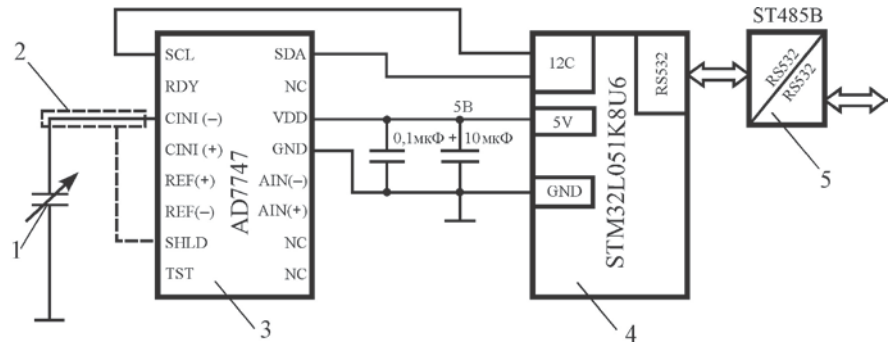 ST485B
SCL
SDA
RDY
NC
CINI (–)
VDD
CINI (+)
GND
REF(+)
AIN(–)
REF(–)
AIN(+)
SHLD
NC
TST
NC
AD7747
5В
0,1мкФ
+
10мкФ
12C
RS532
5V
GND
STM32L051K8U6
RS532
RS532
1
2
3
4
5